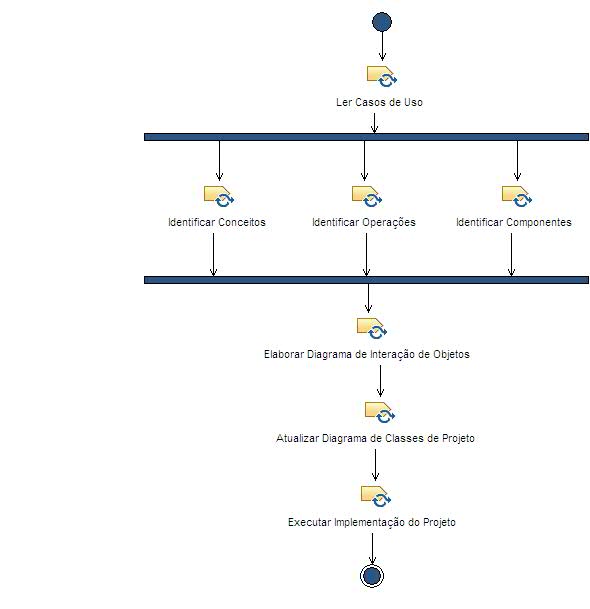 Ler Casos de Uso
Identificar Conceitos
Identificar Operações
Identificar Componentes
Elaborar Diagrama de Interação de Objetos
Atualizar Diagrama de Classes de Projeto
Executar Implementação do Projeto